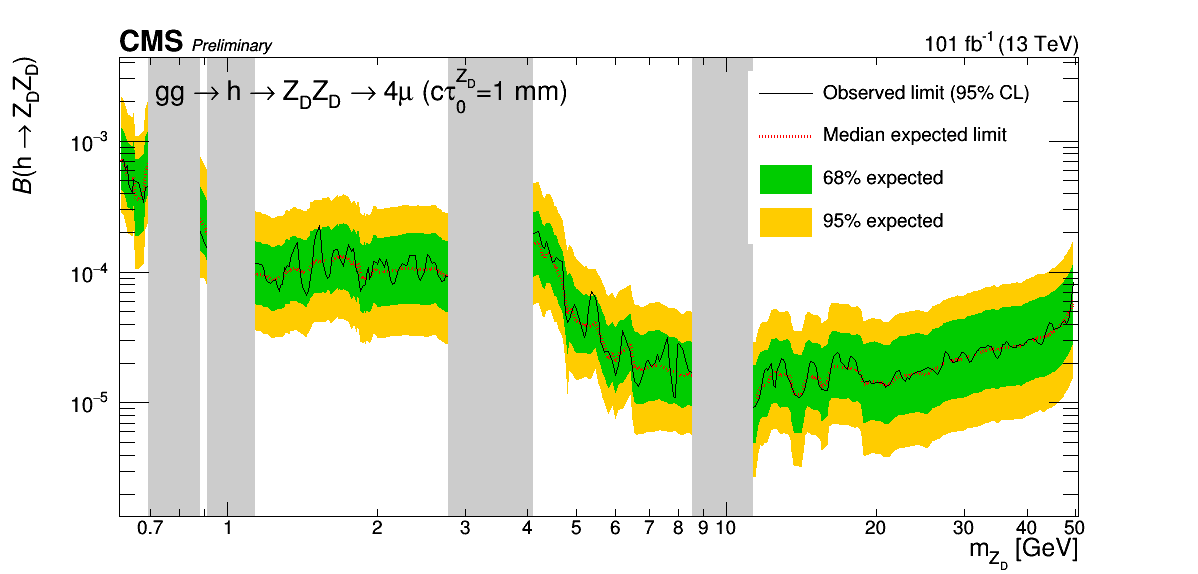 CMS Preliminary 101 fb⁻¹ (13 TeV)
B(h → Z_DZ_D)
gg → h → Z_DZ_D → 4μ (cτ₀^{Z_D}=1 mm)
Observed limit (95% CL)
Median expected limit
68% expected
95% expected
10⁻³
10⁻⁴
10⁻⁵
0.7 1 2 3 4 5 6 7 8 9 10 20 30 40 50
m_{Z_D} [GeV]